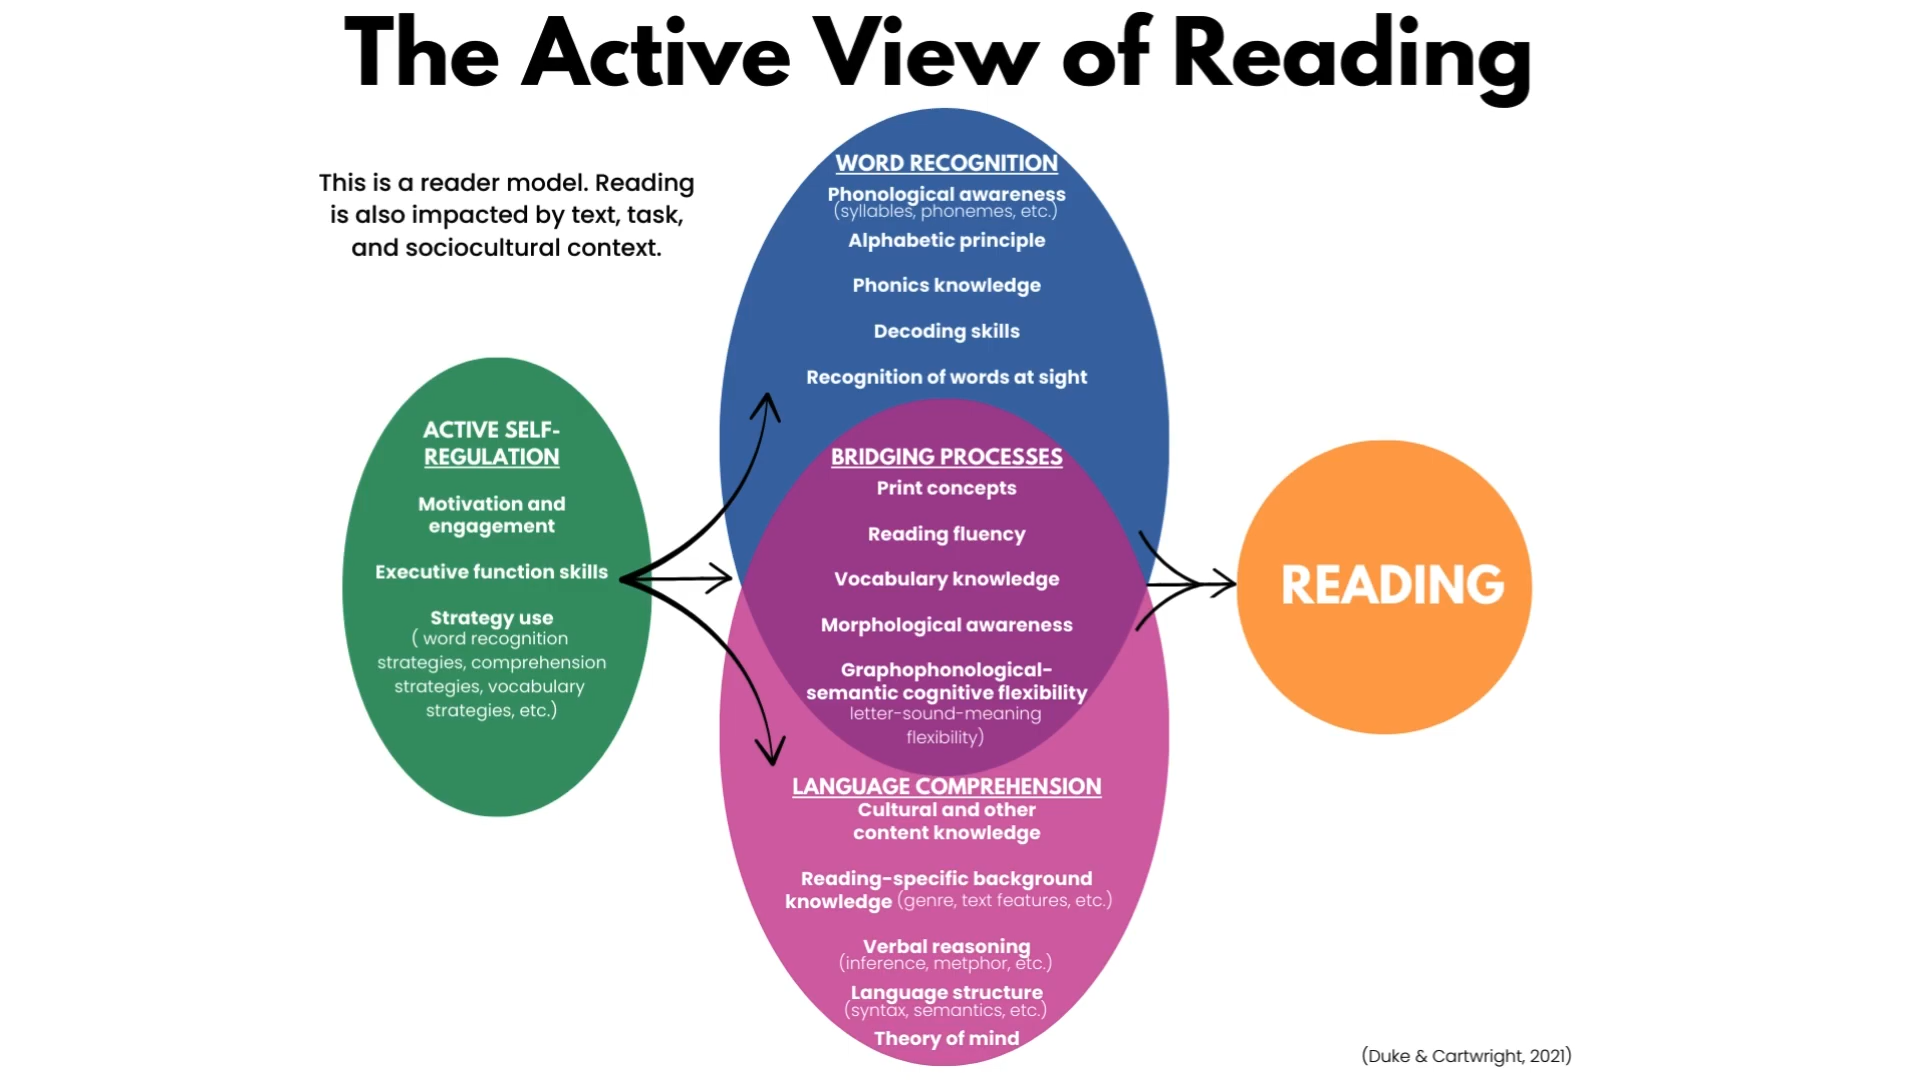 The Active View of Reading
This is a reader model. Reading
is also impacted by text, task,
and sociocultural context.
ACTIVE SELF-
REGULATION
Motivation and
engagement
Executive function skills
Strategy use
( word recognition
strategies, comprehension
strategies, vocabulary
strategies, etc.)
WORD RECOGNITION
Phonological awareness
(syllables, phonemes, etc.)
Alphabetic principle
Phonics knowledge
Decoding skills
Recognition of words at sight
BRIDGING PROCESSES
Print concepts
Reading fluency
Vocabulary knowledge
Morphological awareness
Graphophonological-
semantic cognitive flexibility
letter-sound-meaning
flexibility)
LANGUAGE COMPREHENSION
Cultural and other
content knowledge
Reading-specific background
knowledge (genre, text features, etc.)
Verbal reasoning
(inference, metphor, etc.)
Language structure
(syntax, semantics, etc.)
Theory of mind
READING
(Duke & Cartwright, 2021)